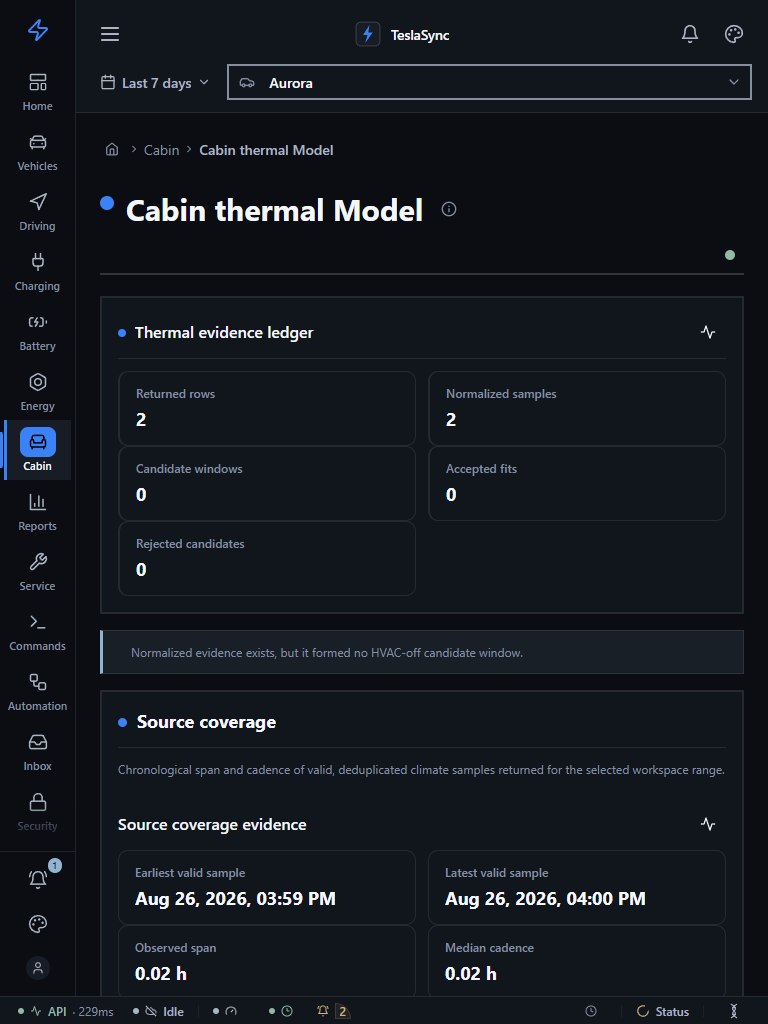 TeslaSync
Last 7 days
Aurora
Home
Vehicles
Driving
Charging
Battery
Energy
Cabin
Reports
Service
Commands
Automation
Inbox
Security
1
Cabin
Cabin thermal Model
Cabin thermal Model
Thermal evidence ledger
Returned rows
2
Normalized samples
2
Candidate windows
0
Accepted fits
0
Rejected candidates
0
Normalized evidence exists, but it formed no HVAC-off candidate window.
Source coverage
Chronological span and cadence of valid, deduplicated climate samples returned for the selected workspace range.
Source coverage evidence
Earliest valid sample
Aug 26, 2026, 03:59 PM
Latest valid sample
Aug 26, 2026, 04:00 PM
Observed span
0.02 h
Median cadence
0.02 h
API · 229ms
Idle
2
Status